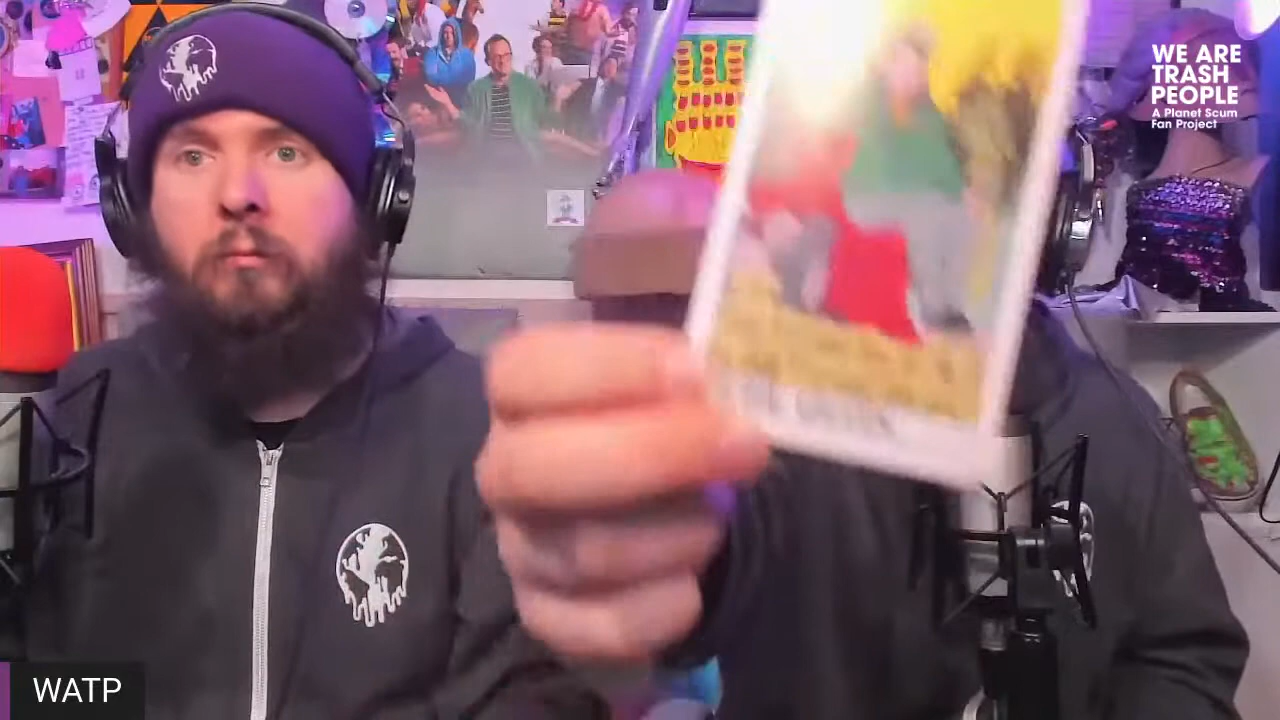 WE ARE
TRASH
PEOPLE
A Planet Scum
Fan Project
WATP